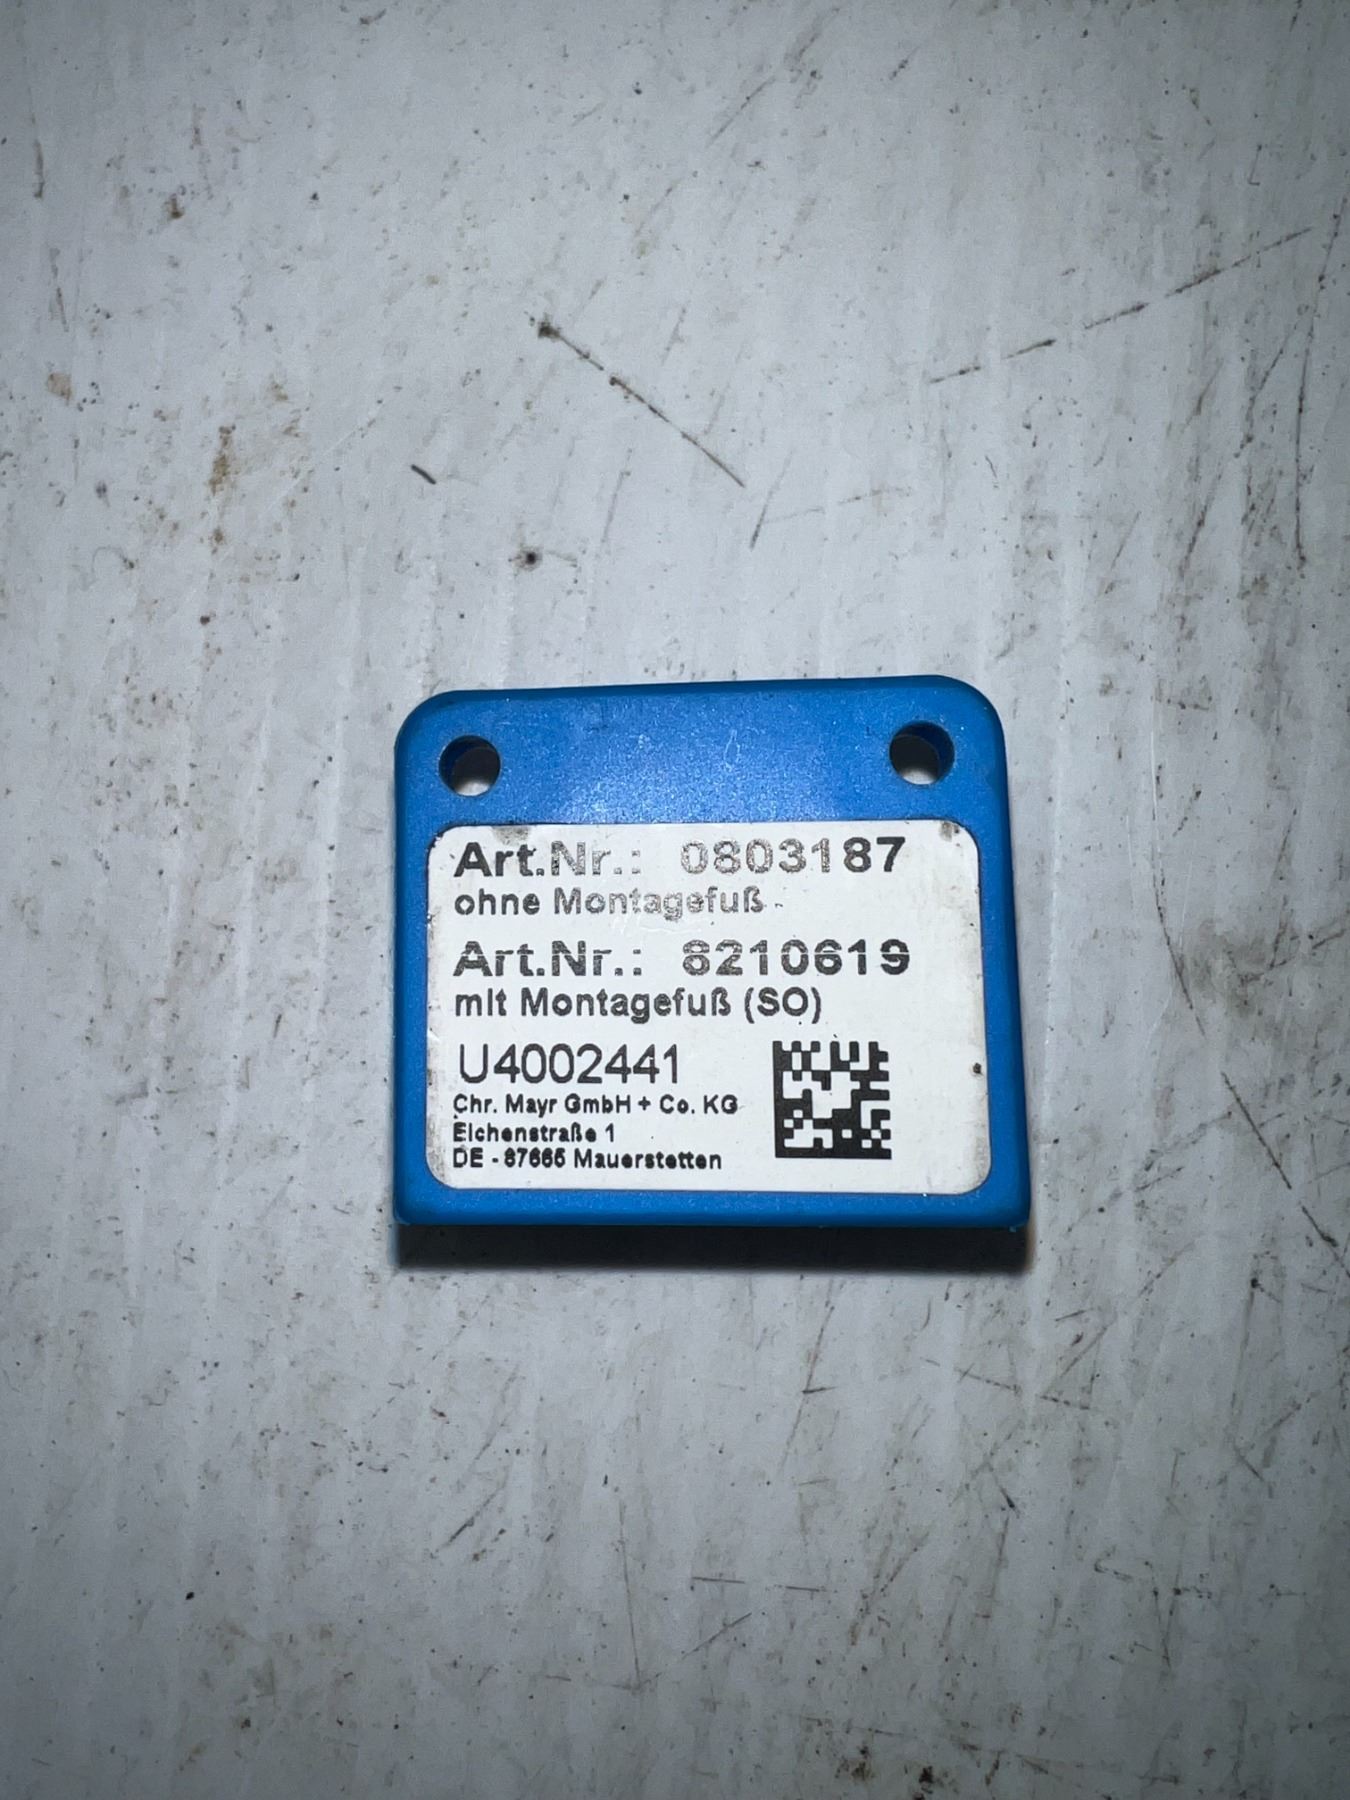 Art.Nr.: 0803187
ohne Montagefuß
Art.Nr.: 8210619
mit Montagefuß (SO)
U4002441
Chr. Mayr GmbH + Co. KG
Eichenstraße 1
DE - 87665 Mauerstetten